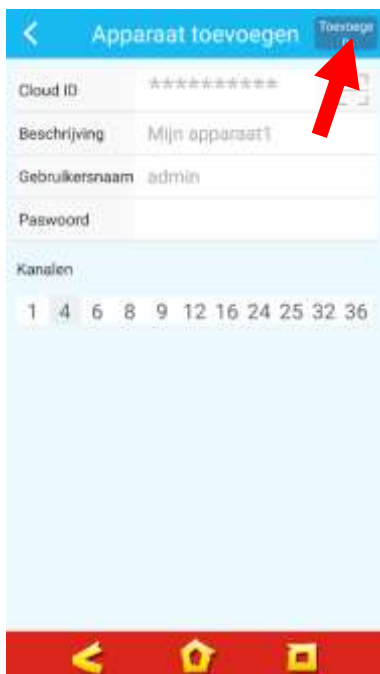 Apparaat toevoegen
Toevoege
n
Cloud ID **********
Beschrijving Mijn apparaat1
Gebruikersnaam admin
Paswoord
Kanalen
1 4 6 8 9 12 16 24 25 32 36